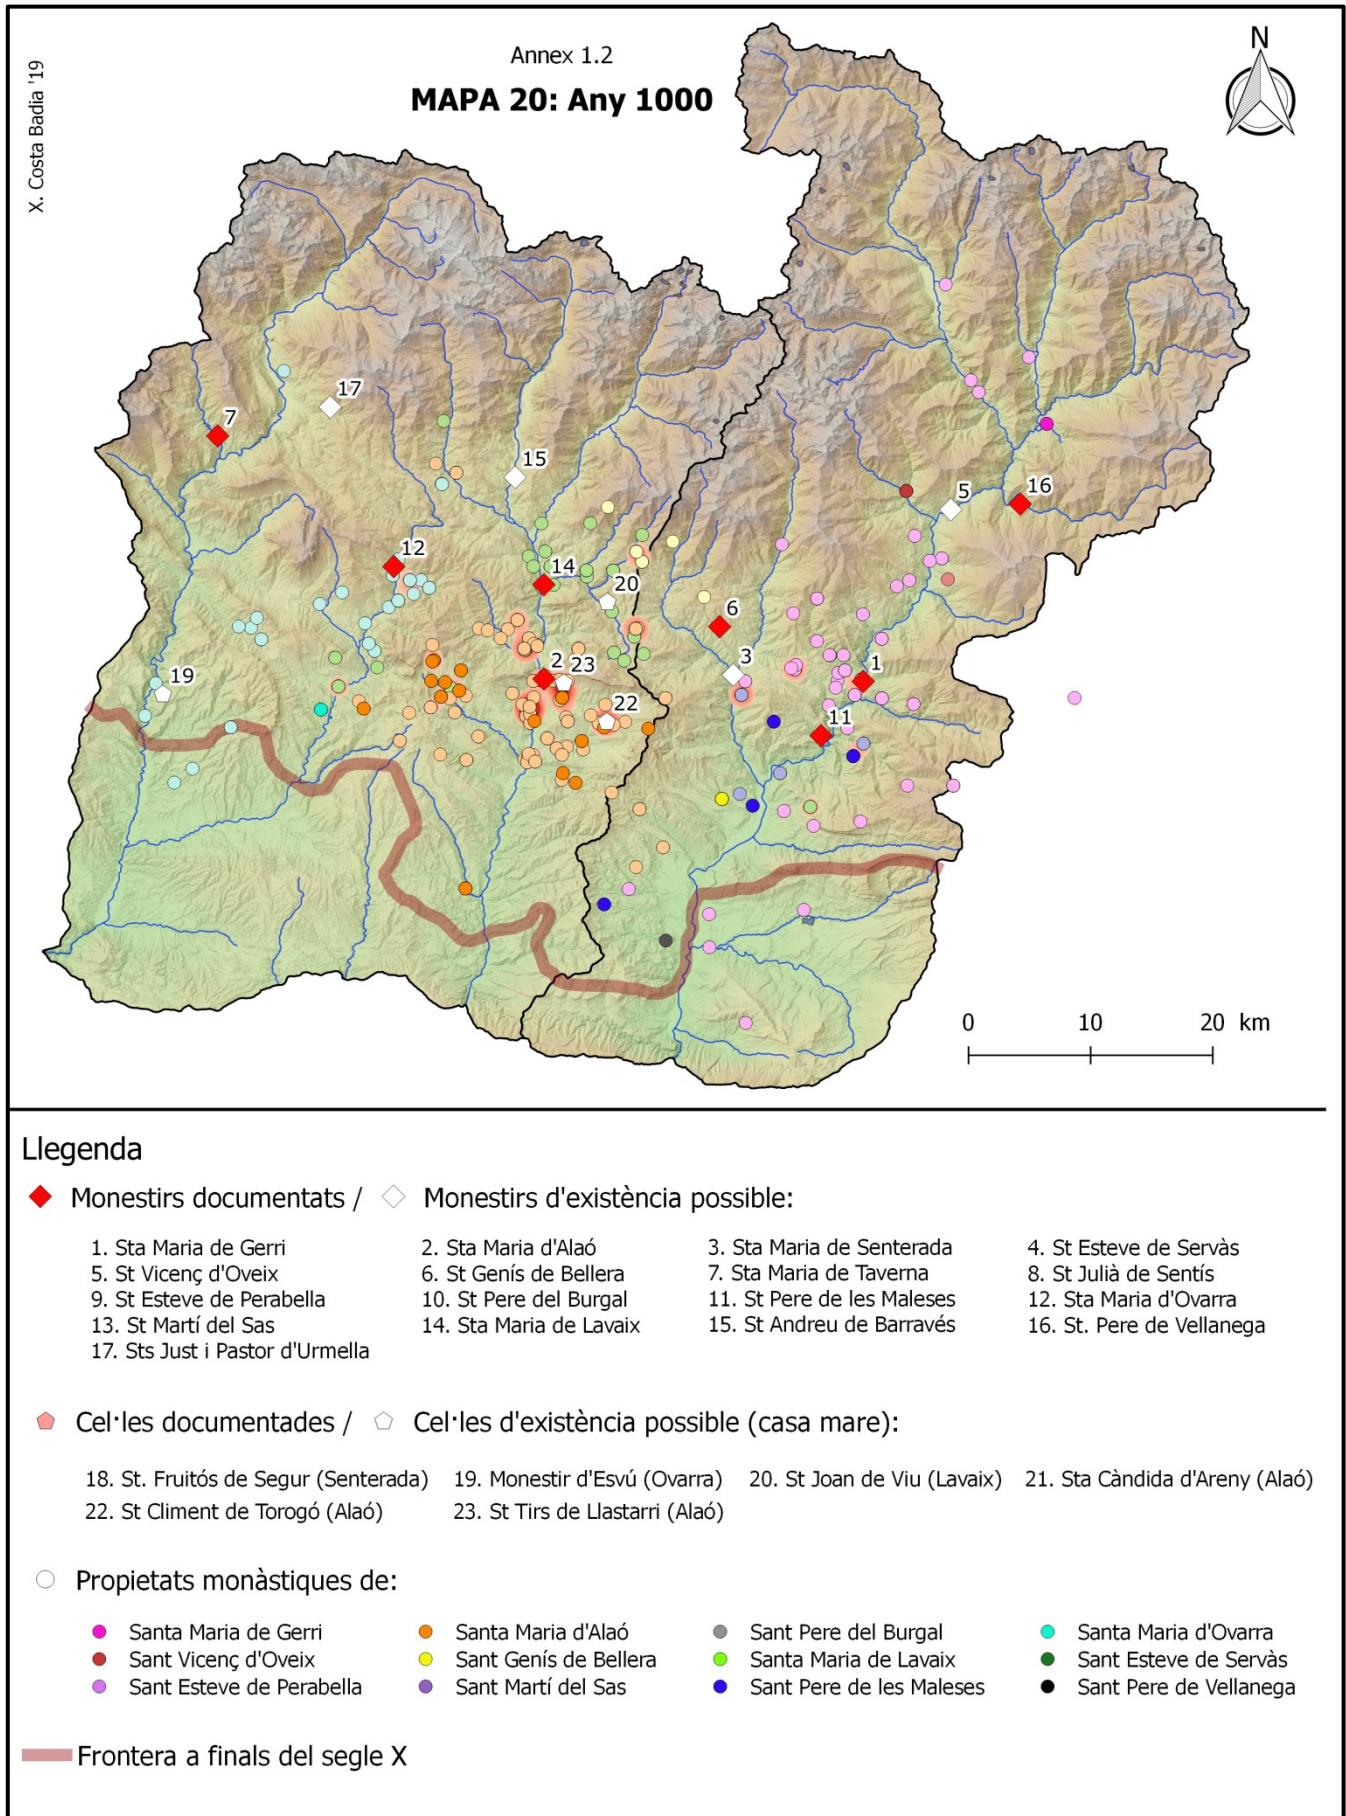 X. Costa Badia '19
Annex 1.2
MAPA 20: Any 1000
N
17
7
15
5
16
12
14
20
6
3
2
23
1
19
22
11
0 10 20 km
Llegenda
Monestirs documentats / Monestirs d'existència possible:
1. Sta Maria de Gerri 2. Sta Maria d'Alaó 3. Sta Maria de Senterada 4. St Esteve de Servàs
5. St Vicenç d'Oveix 6. St Genís de Bellera 7. Sta Maria de Taverna 8. St Julià de Sentís
9. St Esteve de Perabella 10. St Pere del Burgal 11. St Pere de les Maleses 12. Sta Maria d'Ovarra
13. St Martí del Sas 14. Sta Maria de Lavaix 15. St Andreu de Barravés 16. St. Pere de Vellanega
17. Sts Just i Pastor d'Urmella
Cel·les documentades / Cel·les d'existència possible (casa mare):
18. St. Fruitós de Segur (Senterada) 19. Monestir d'Esvú (Ovarra) 20. St Joan de Viu (Lavaix) 21. Sta Càndida d'Areny (Alaó)
22. St Climent de Torogó (Alaó) 23. St Tirs de Llastarri (Alaó)
Propietats monàstiques de:
Santa Maria de Gerri Santa Maria d'Alaó Sant Pere del Burgal Santa Maria d'Ovarra
Sant Vicenç d'Oveix Sant Genís de Bellera Santa Maria de Lavaix Sant Esteve de Servàs
Sant Esteve de Perabella Sant Martí del Sas Sant Pere de les Maleses Sant Pere de Vellanega
Frontera a finals del segle X